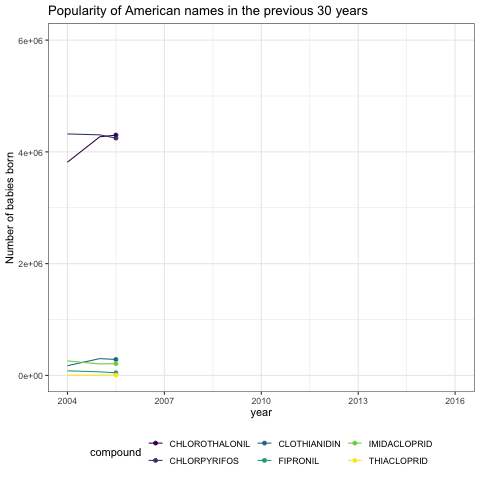 Popularity of American names in the previous 30 years
Number of babies born
6e+06
4e+06
2e+06
0e+00
2004 2007 2010 2013 2016
year
compound
CHLOROTHALONIL CLOTHIANIDIN IMIDACLOPRID
CHLORPYRIFOS FIPRONIL THIACLOPRID